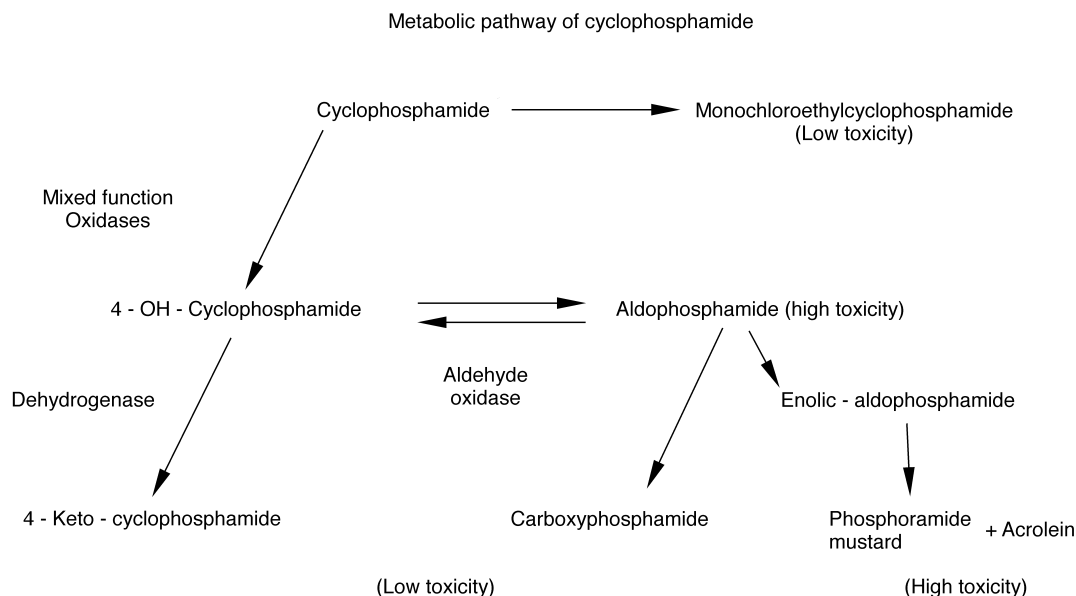 Metabolic pathway of cyclophosphamide
Cyclophosphamide
Monochloroethylcyclophosphamide
(Low toxicity)
Mixed function
Oxidases
4 - OH - Cyclophosphamide
Aldophosphamide (high toxicity)
Aldehyde
oxidase
Dehydrogenase
Enolic - aldophosphamide
4 - Keto - cyclophosphamide
Carboxyphosphamide
Phosphoramide
mustard
+ Acrolein
(Low toxicity)
(High toxicity)